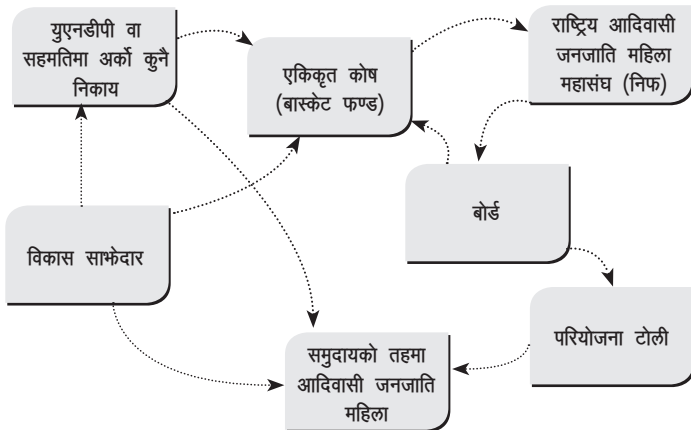 युएनडीपी वा
सहमतिमा अर्को कुनै
निकाय
एकिकृत कोष
(बास्केट फण्ड)
राष्ट्रिय आदिवासी
जनजाति महिला
महासंघ (निफ)
बोर्ड
विकास साझेदार
परियोजना टोली
समुदायको तहमा
आदिवासी जनजाति
महिला